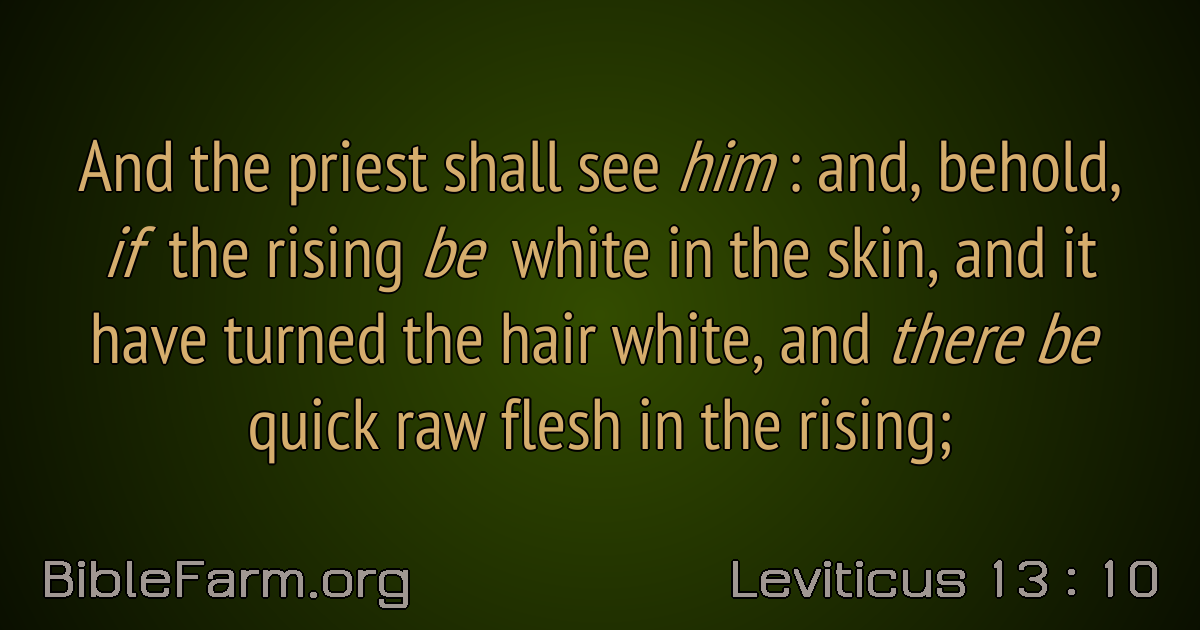 And the priest shall see him : and, behold,
if the rising be white in the skin, and it
have turned the hair white, and there be
quick raw flesh in the rising;
BibleFarm.org
Leviticus 13 : 10